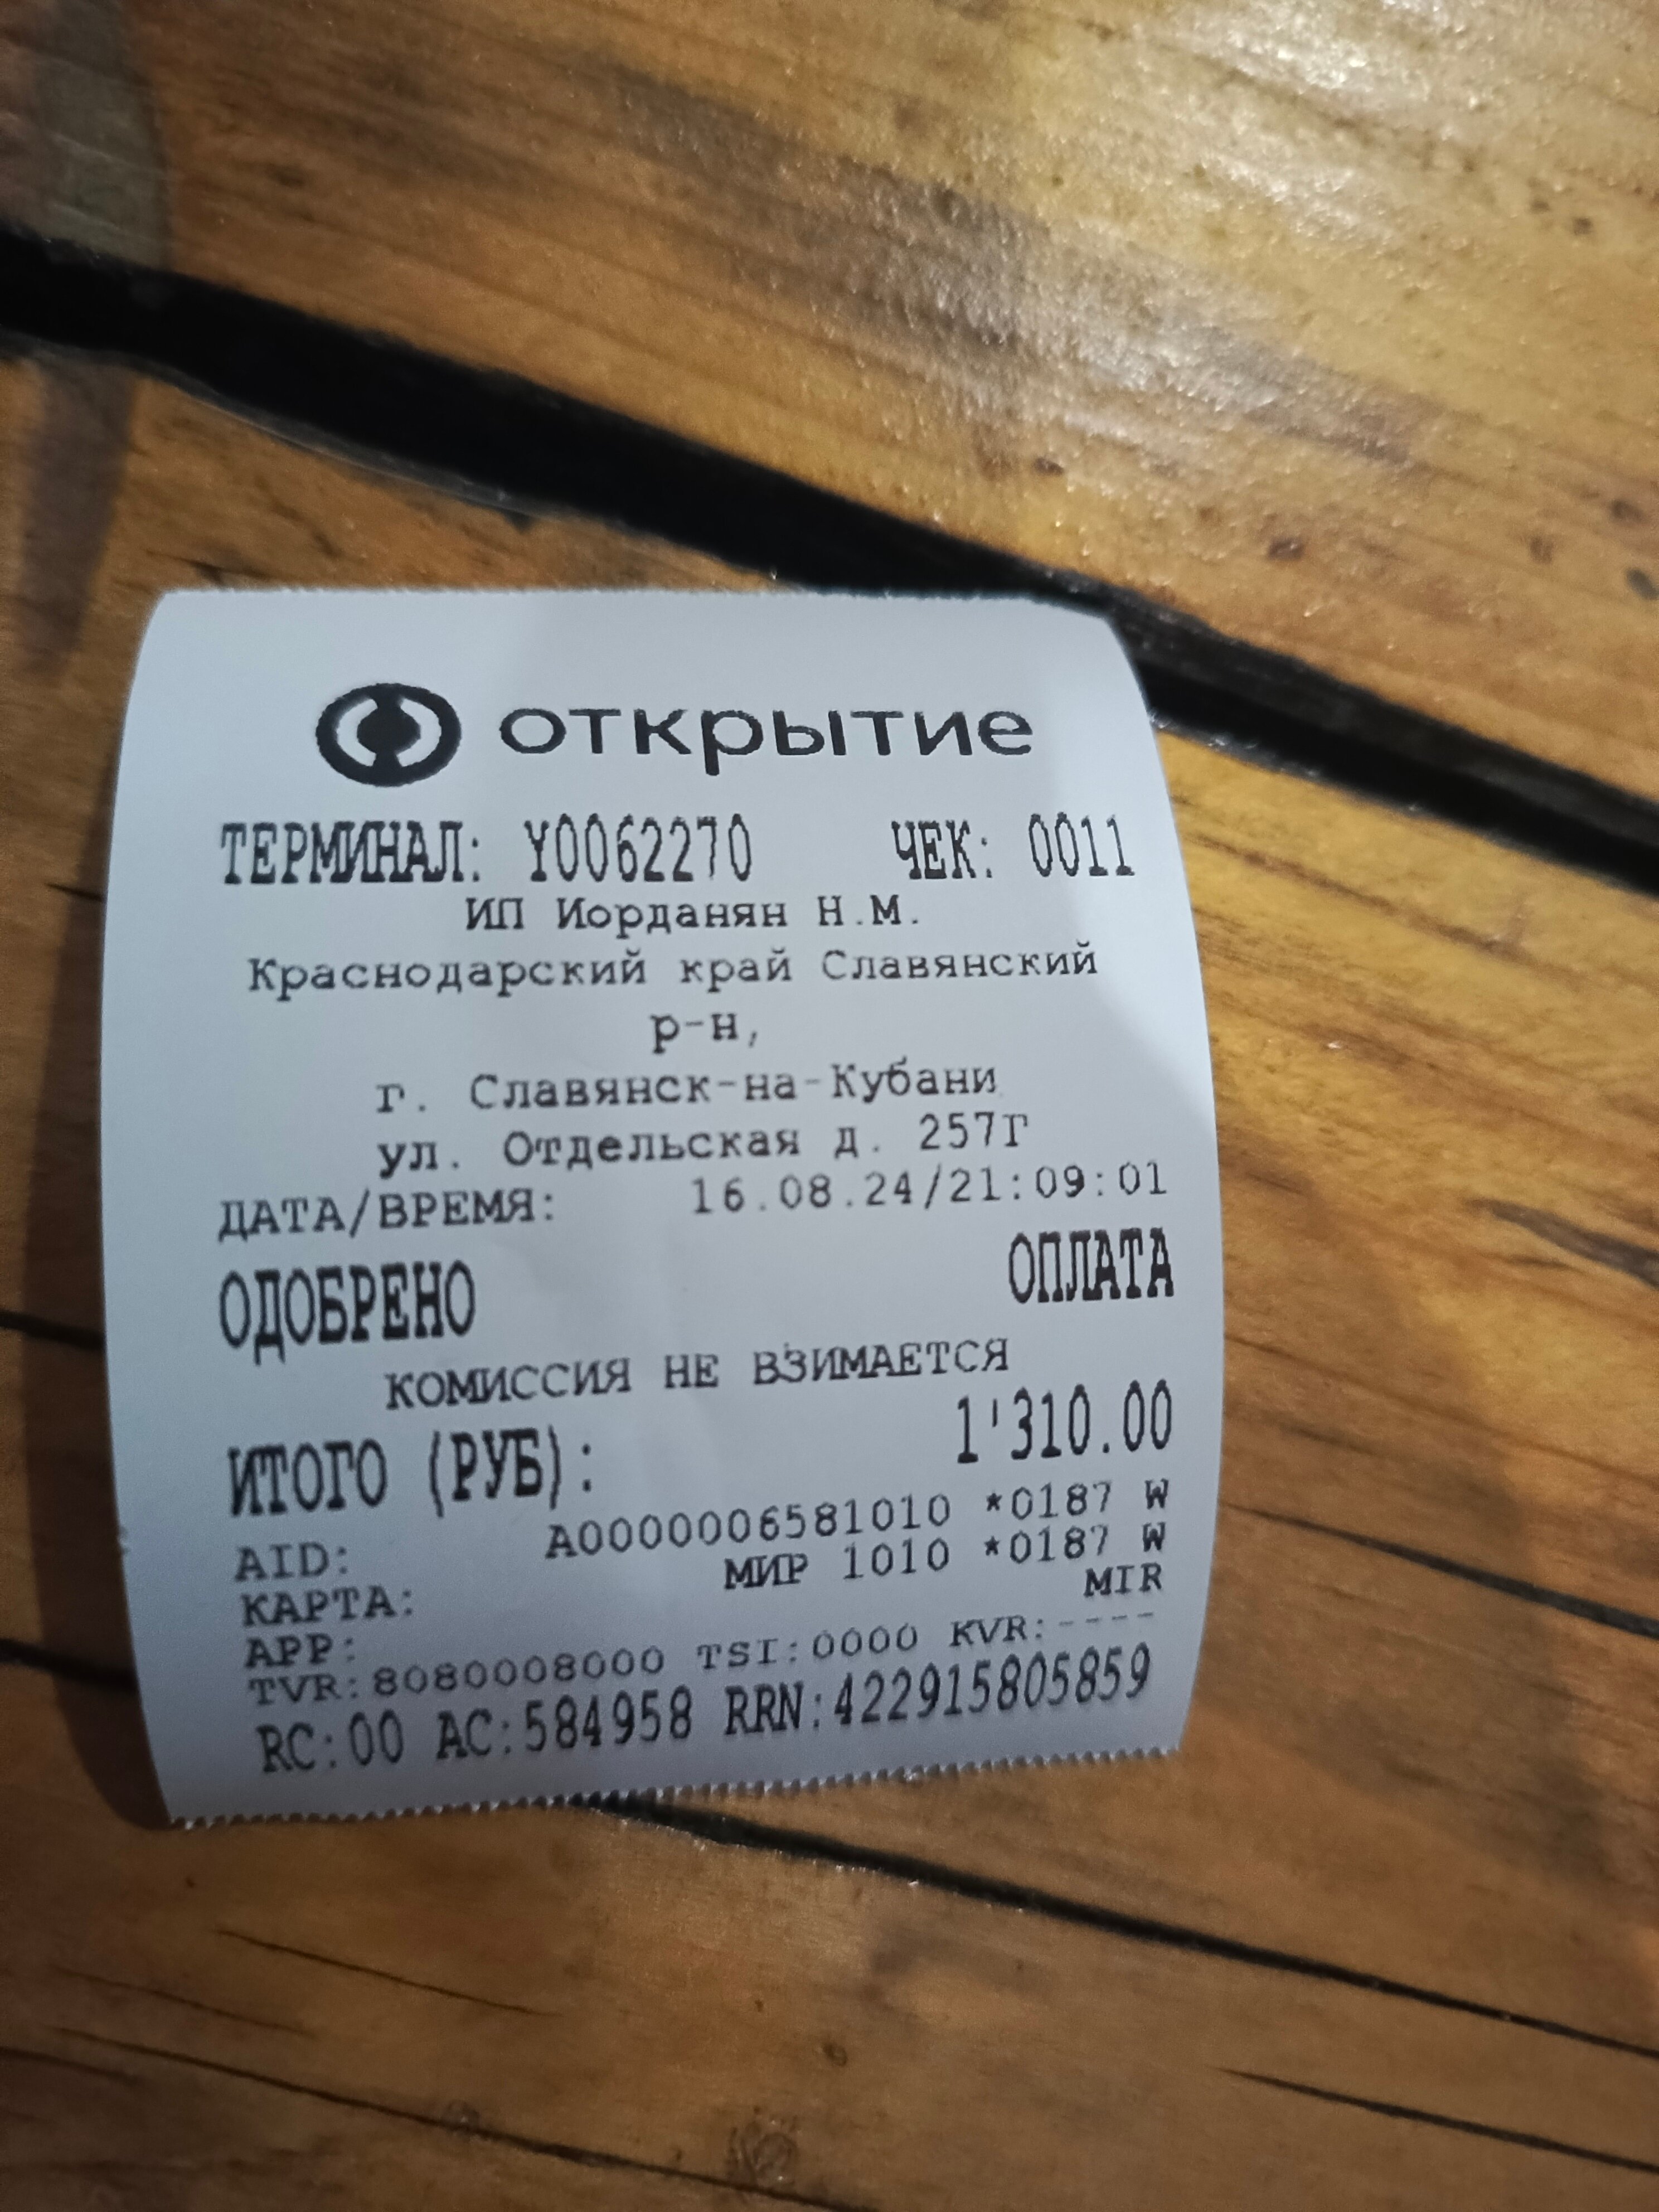 открытие
ТЕРМИНАЛ: Y0062270 ЧЕК: 0011
ИП Иорданян Н.М.
Краснодарский край Славянский
р-н,
г. Славянск-на-Кубани
ул. Отдельская д. 257Г
ДАТА/ВРЕМЯ: 16.08.24/21:09:01
ОДОБРЕНО ОПЛАТА
КОМИССИЯ НЕ ВЗИМАЕТСЯ
ИТОГО (РУБ): 1'310.00
AID: A0000006581010 *0187 W
КАРТА: МИР 1010 *0187 W
APP: MIR
TVR:8080008000 TSI:0000 KVR:----
RC:00 AC:584958 RRN:422915805859